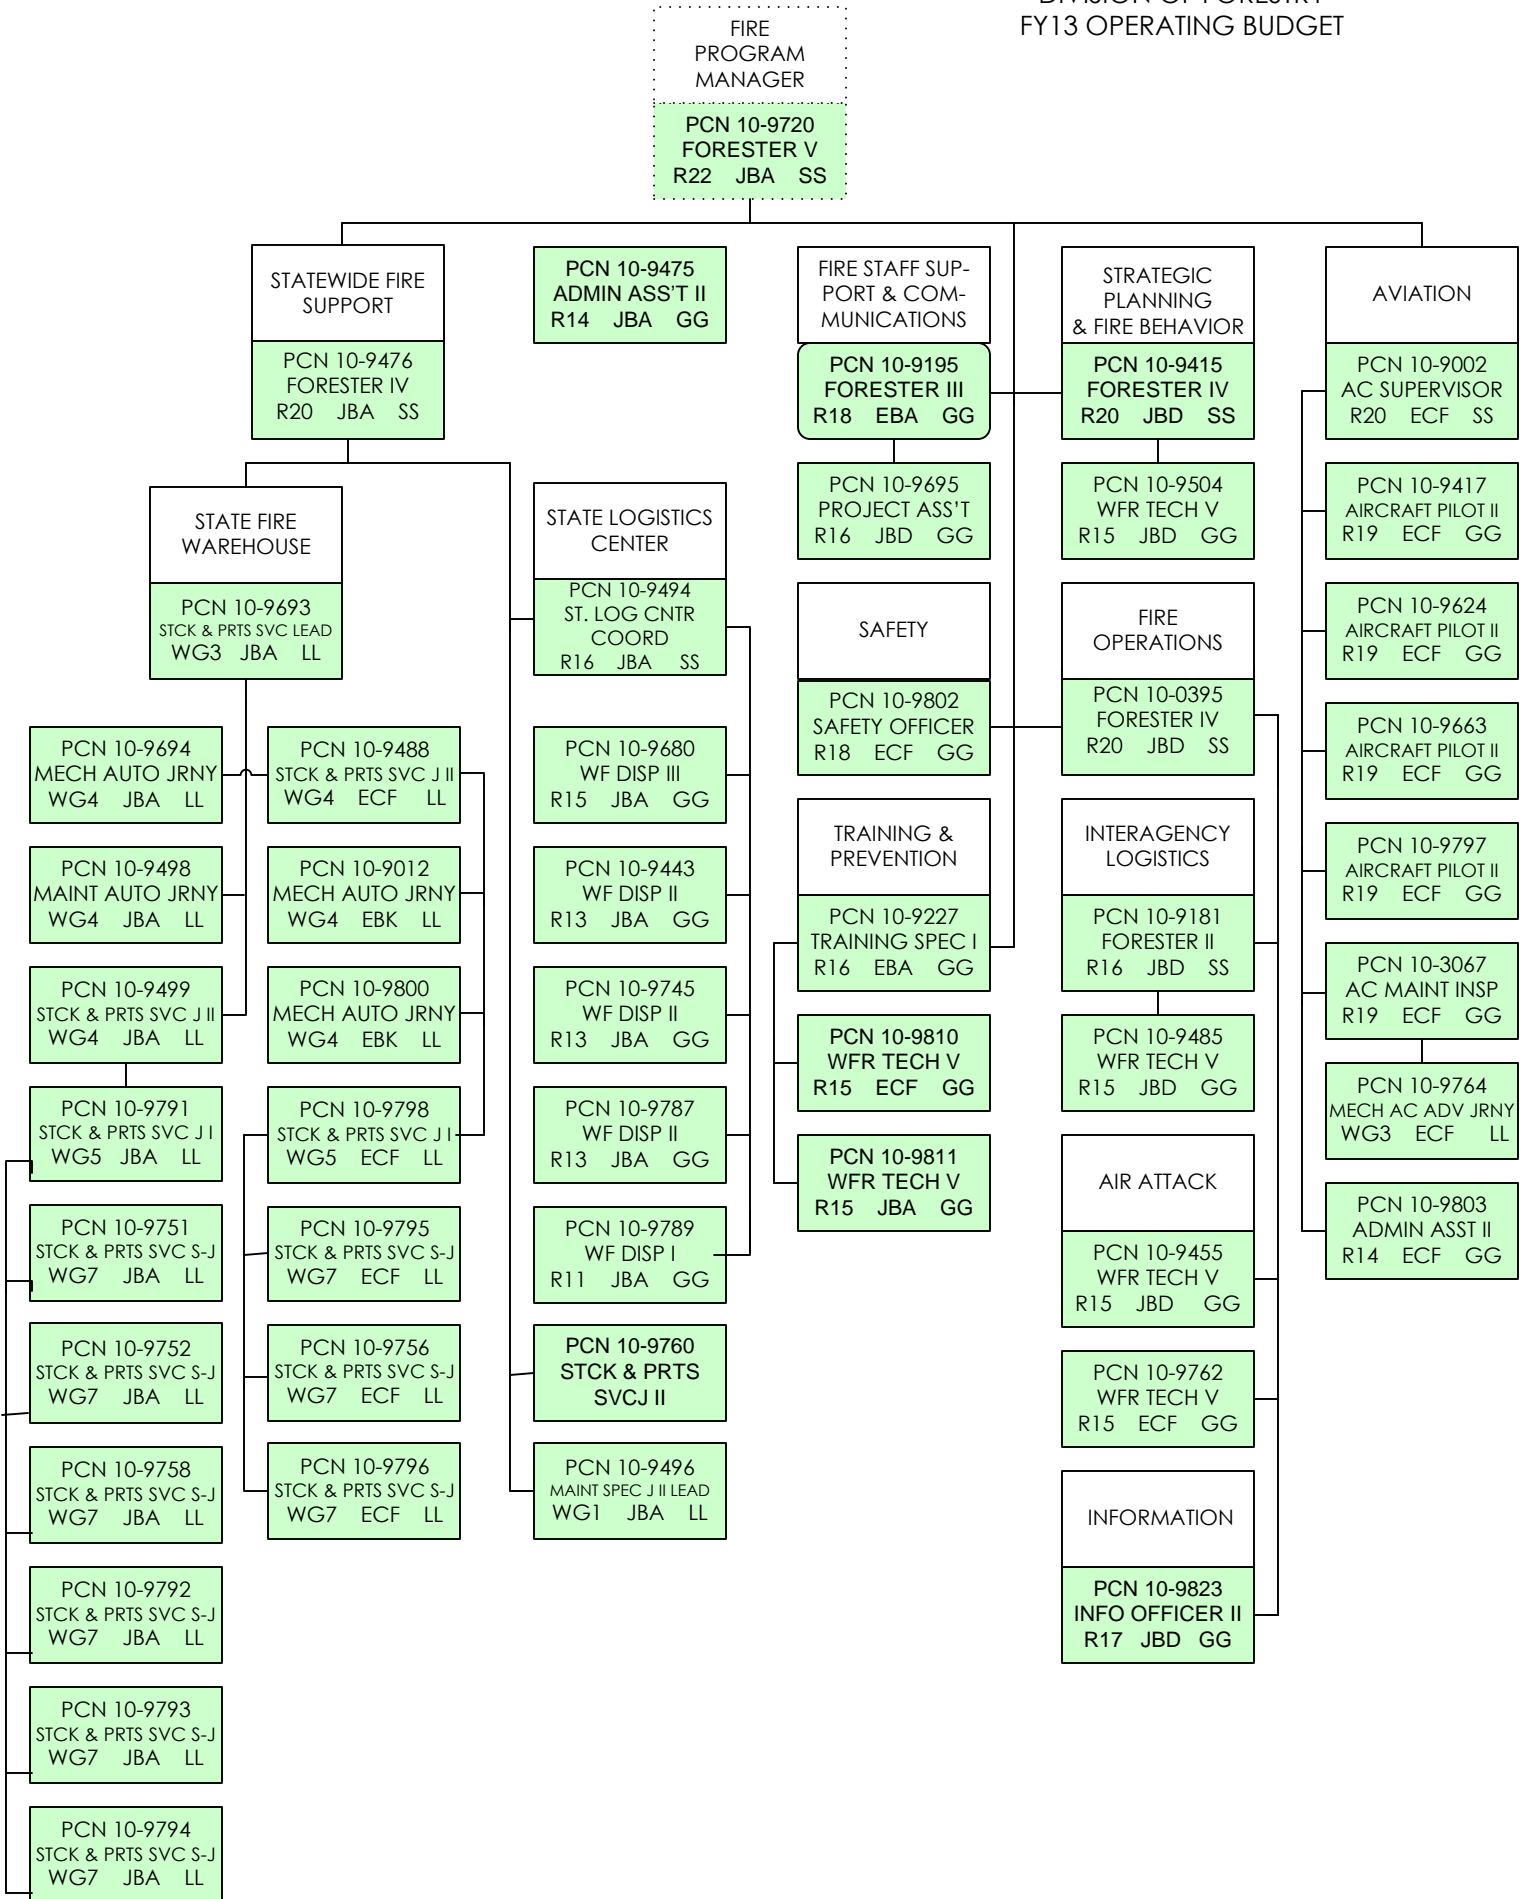 DIVISION OF FORESTRY
FY13 OPERATING BUDGET
FIRE
PROGRAM
MANAGER
PCN 10-9720
FORESTER V
R22 JBA SS
STATEWIDE FIRE
SUPPORT
PCN 10-9476
FORESTER IV
R20 JBA SS
PCN 10-9475
ADMIN ASS'T II
R14 JBA GG
FIRE STAFF SUP-
PORT & COM-
MUNICATIONS
PCN 10-9195
FORESTER III
R18 EBA GG
PCN 10-9695
PROJECT ASS'T
R16 JBD GG
STRATEGIC
PLANNING
& FIRE BEHAVIOR
PCN 10-9415
FORESTER IV
R20 JBD SS
PCN 10-9504
WFR TECH V
R15 JBD GG
AVIATION
PCN 10-9002
AC SUPERVISOR
R20 ECF SS
PCN 10-9417
AIRCRAFT PILOT II
R19 ECF GG
PCN 10-9624
AIRCRAFT PILOT II
R19 ECF GG
PCN 10-9663
AIRCRAFT PILOT II
R19 ECF GG
PCN 10-9797
AIRCRAFT PILOT II
R19 ECF GG
PCN 10-3067
AC MAINT INSP
R19 ECF GG
PCN 10-9764
MECH AC ADV JRNY
WG3 ECF LL
PCN 10-9803
ADMIN ASST II
R14 ECF GG
STATE FIRE
WAREHOUSE
PCN 10-9693
STCK & PRTS SVC LEAD
WG3 JBA LL
PCN 10-9694
MECH AUTO JRNY
WG4 JBA LL
PCN 10-9498
MAINT AUTO JRNY
WG4 JBA LL
PCN 10-9499
STCK & PRTS SVC J II
WG4 JBA LL
PCN 10-9791
STCK & PRTS SVC J I
WG5 JBA LL
PCN 10-9751
STCK & PRTS SVC S-J
WG7 JBA LL
PCN 10-9752
STCK & PRTS SVC S-J
WG7 JBA LL
PCN 10-9758
STCK & PRTS SVC S-J
WG7 JBA LL
PCN 10-9792
STCK & PRTS SVC S-J
WG7 JBA LL
PCN 10-9793
STCK & PRTS SVC S-J
WG7 JBA LL
PCN 10-9794
STCK & PRTS SVC S-J
WG7 JBA LL
PCN 10-9488
STCK & PRTS SVC J II
WG4 ECF LL
PCN 10-9012
MECH AUTO JRNY
WG4 EBK LL
PCN 10-9800
MECH AUTO JRNY
WG4 EBK LL
PCN 10-9798
STCK & PRTS SVC J I
WG5 ECF LL
PCN 10-9795
STCK & PRTS SVC S-J
WG7 ECF LL
PCN 10-9756
STCK & PRTS SVC S-J
WG7 ECF LL
PCN 10-9796
STCK & PRTS SVC S-J
WG7 ECF LL
STATE LOGISTICS
CENTER
PCN 10-9494
ST. LOG CNTR
COORD
R16 JBA SS
PCN 10-9680
WF DISP III
R15 JBA GG
PCN 10-9443
WF DISP II
R13 JBA GG
PCN 10-9745
WF DISP II
R13 JBA GG
PCN 10-9787
WF DISP II
R13 JBA GG
PCN 10-9789
WF DISP I
R11 JBA GG
PCN 10-9760
STCK & PRTS
SVCJ II
PCN 10-9496
MAINT SPEC J II LEAD
WG1 JBA LL
SAFETY
PCN 10-9802
SAFETY OFFICER
R18 ECF GG
TRAINING &
PREVENTION
PCN 10-9227
TRAINING SPEC I
R16 EBA GG
PCN 10-9810
WFR TECH V
R15 ECF GG
PCN 10-9811
WFR TECH V
R15 JBA GG
FIRE
OPERATIONS
PCN 10-0395
FORESTER IV
R20 JBD SS
INTERAGENCY
LOGISTICS
PCN 10-9181
FORESTER II
R16 JBD SS
PCN 10-9485
WFR TECH V
R15 JBD GG
AIR ATTACK
PCN 10-9455
WFR TECH V
R15 JBD GG
PCN 10-9762
WFR TECH V
R15 ECF GG
INFORMATION
PCN 10-9823
INFO OFFICER II
R17 JBD GG